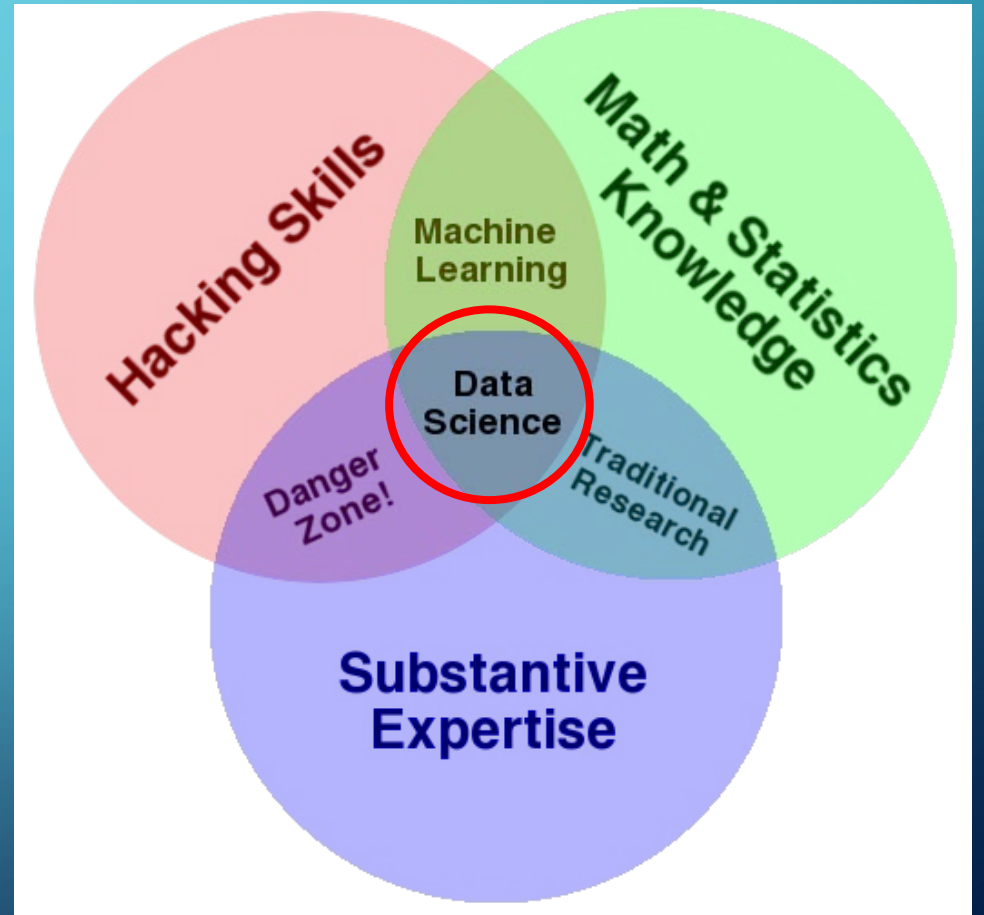 Hacking Skills
Math & Statistics
Knowledge
Machine
Learning
Data
Science
Danger
Zone!
Traditional
Research
Substantive
Expertise